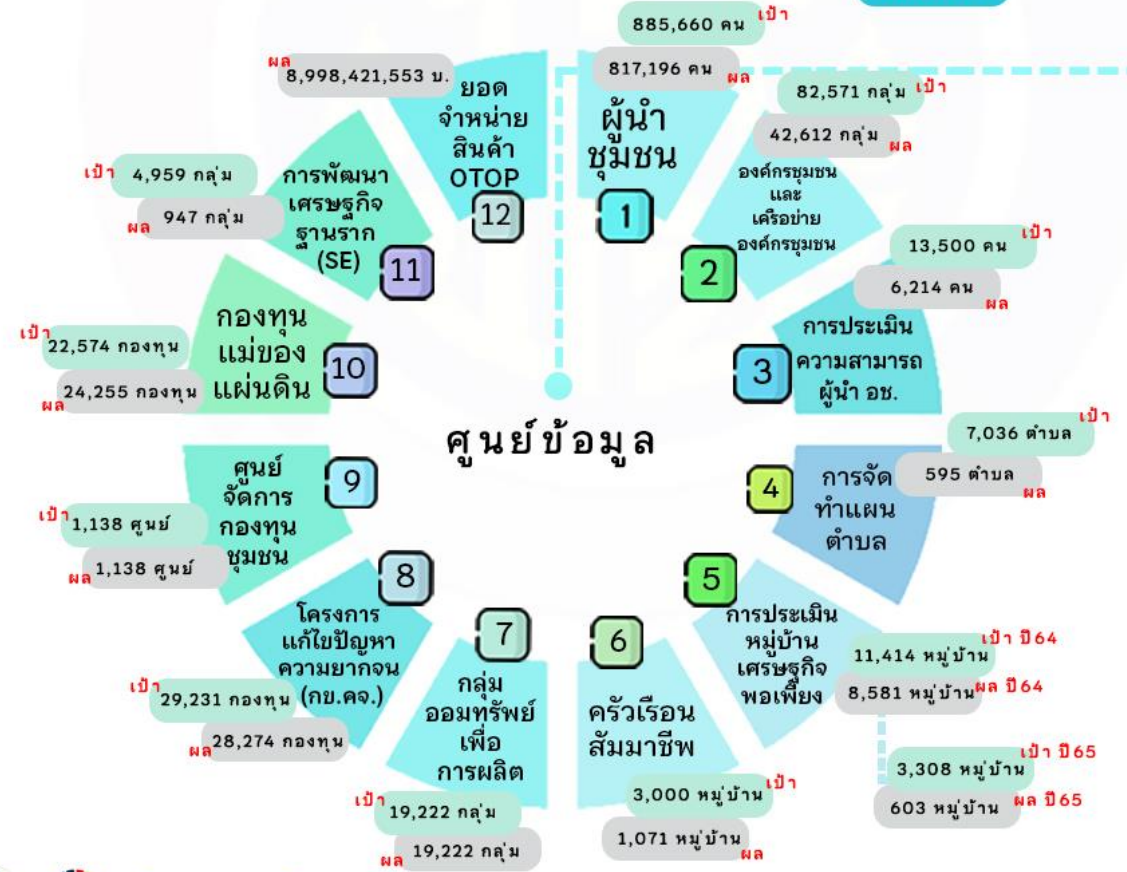 885,660 คน เป้า
817,196 คน ผล
ผู้นำ
ชุมชน
1
82,571 กลุ่ม เป้า
42,612 กลุ่ม ผล
องค์กรชุมชน
และ
เครือข่าย
องค์กรชุมชน
2
13,500 คน เป้า
6,214 คน ผล
การประเมิน
ความสามารถ
ผู้นำ อช.
3
7,036 ตำบล เป้า
595 ตำบล ผล
การจัด
ทำแผน
ตำบล
4
5
การประเมิน
หมู่บ้าน
เศรษฐกิจ
พอเพียง
11,414 หมู่บ้าน เป้า ปี64
8,581 หมู่บ้าน ผล ปี64
3,308 หมู่บ้าน เป้า ปี65
603 หมู่บ้าน ผล ปี65
6
ครัวเรือน
สัมมาชีพ
3,000 หมู่บ้าน เป้า
1,071 หมู่บ้าน ผล
7
กลุ่ม
ออมทรัพย์
เพื่อ
การผลิต
เป้า 19,222 กลุ่ม
ผล 19,222 กลุ่ม
8
โครงการ
แก้ไขปัญหา
ความยากจน
(กข.คจ.)
เป้า 29,231 กองทุน
ผล 28,274 กองทุน
9
ศูนย์
จัดการ
กองทุน
ชุมชน
เป้า 1,138 ศูนย์
ผล 1,138 ศูนย์
10
กองทุน
แม่ของ
แผ่นดิน
เป้า 22,574 กองทุน
ผล 24,255 กองทุน
11
การพัฒนา
เศรษฐกิจ
ฐานราก
(SE)
เป้า 4,959 กลุ่ม
ผล 947 กลุ่ม
12
ยอด
จำหน่าย
สินค้า
OTOP
ผล 8,998,421,553 บ.
ศูนย์ข้อมูล